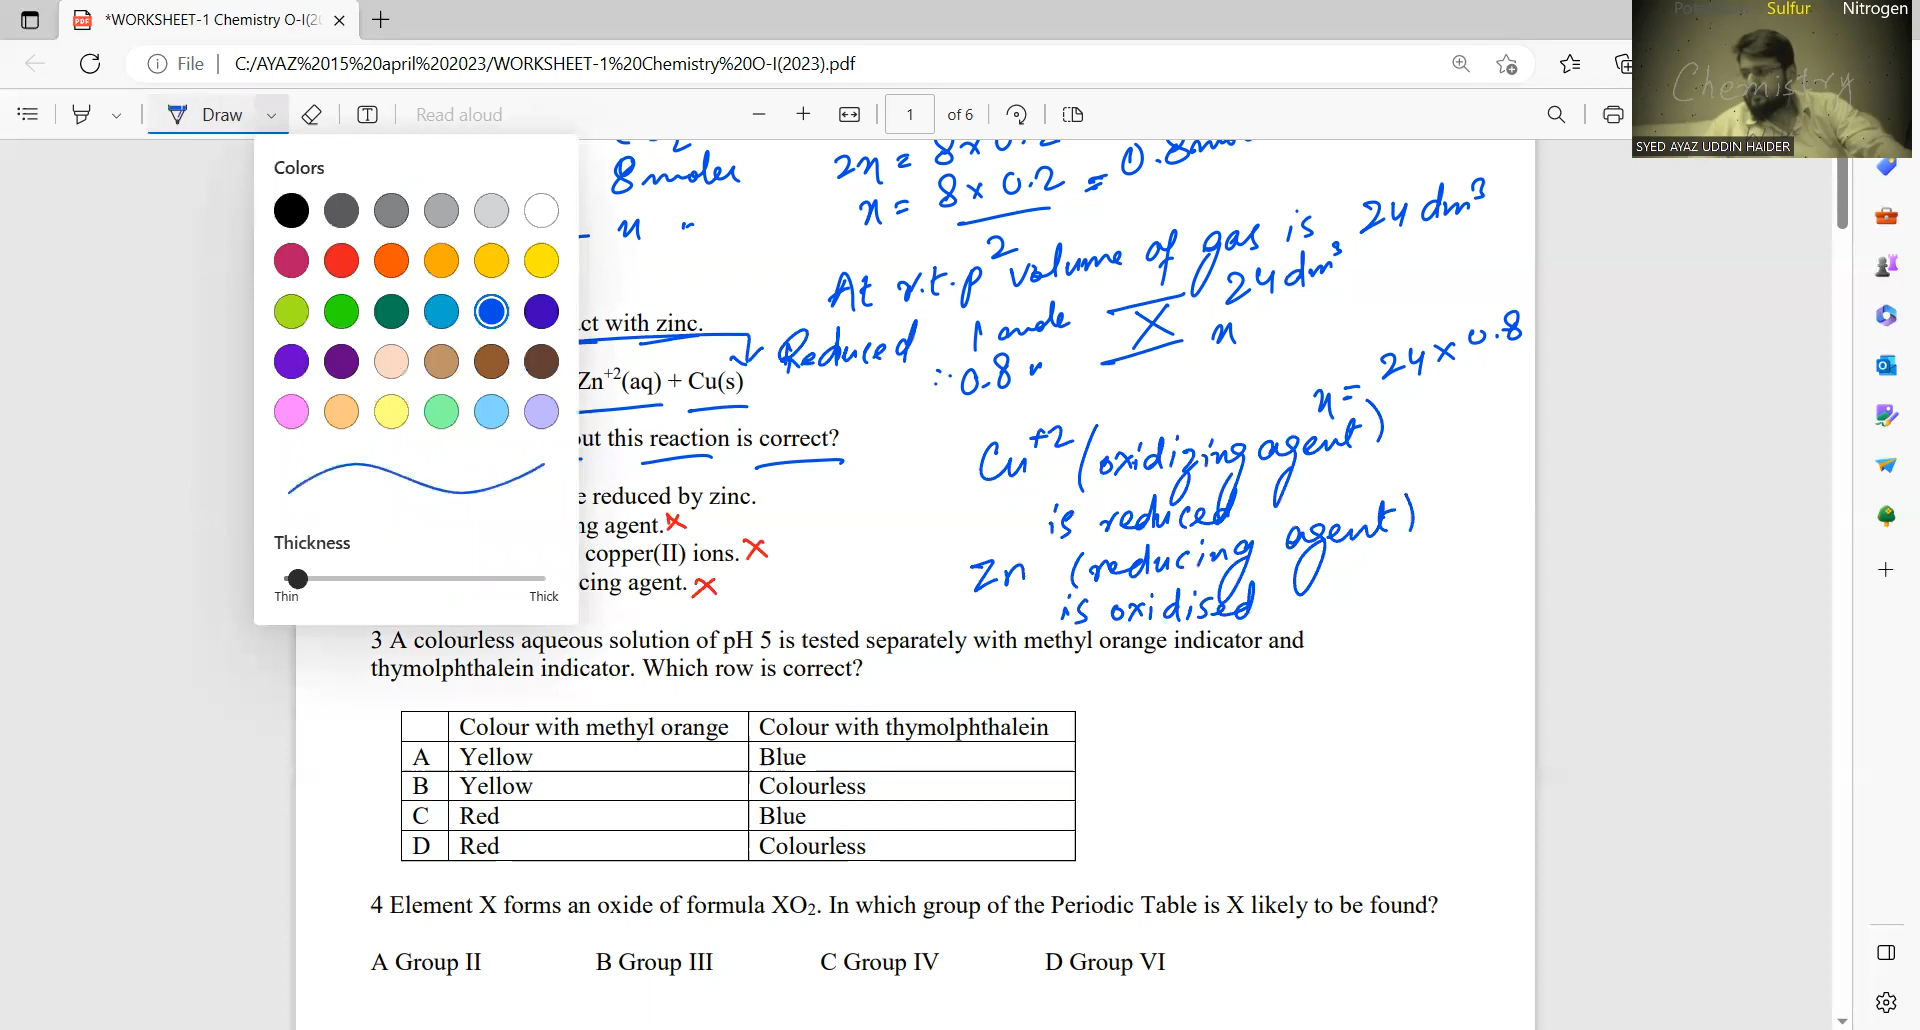 *WORKSHEET-1 Chemistry O-I(20
Sulfur Nitrogen
File C:/AYAZ%2015%20april%202023/WORKSHEET-1%20Chemistry%20O-I(2023).pdf
Chemistry
Draw Read aloud 1 of 6
SYED AYAZ UDDIN HAIDER
Colors
8 moles
x "
x = 8 x 0.2 = 0.8
2
At r.t.p volume of gas is 24 dm³
1 mole 24 dm³
∴ 0.8 " x
x = 24 x 0.8
ct with zinc.
Reduced
Zn+2(aq) + Cu(s)
ut this reaction is correct?
e reduced by zinc.
ng agent.
copper(II) ions.
cing agent.
Cu+2 (oxidizing agent)
is reduced
Zn (reducing agent)
is oxidised
Thickness
Thin Thick
3 A colourless aqueous solution of pH 5 is tested separately with methyl orange indicator and
thymolphthalein indicator. Which row is correct?
Colour with methyl orange Colour with thymolphthalein
A Yellow Blue
B Yellow Colourless
C Red Blue
D Red Colourless
4 Element X forms an oxide of formula XO₂. In which group of the Periodic Table is X likely to be found?
A Group II B Group III C Group IV D Group VI